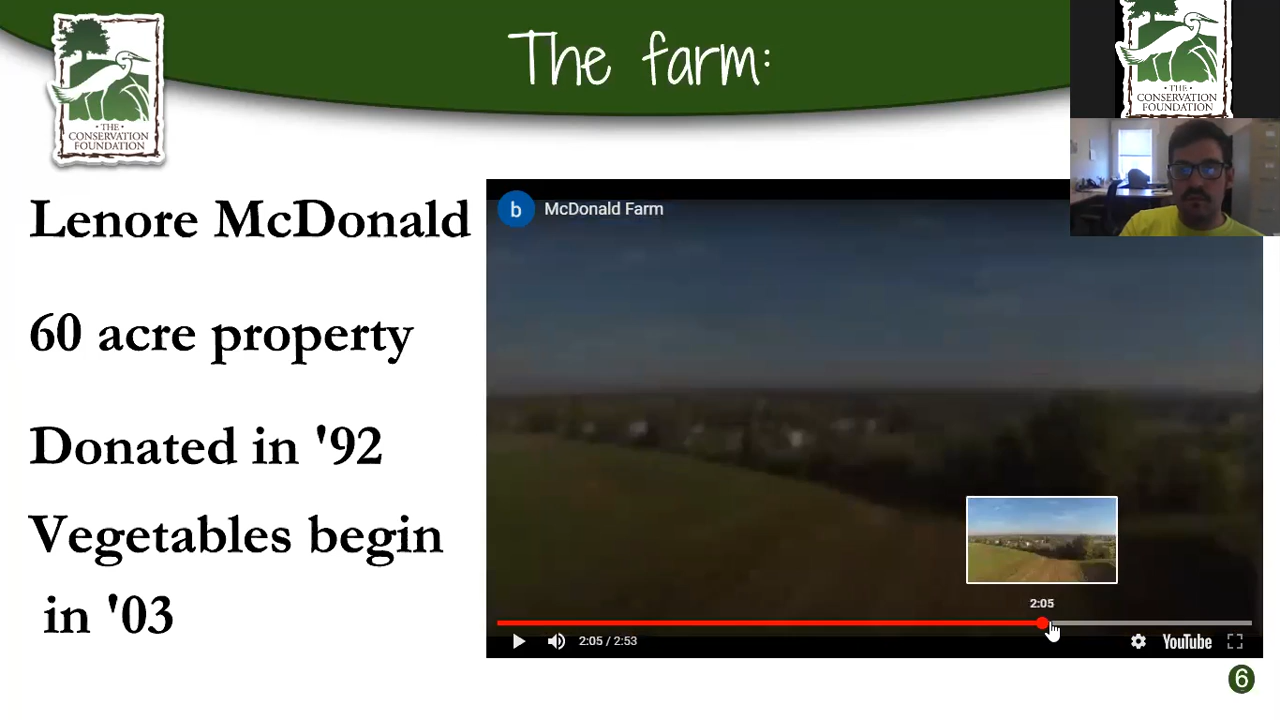 The farm:
• THE •
CONSERVATION
FOUNDATION
THE
CONSERVATION
FOUNDATION
Lenore McDonald
60 acre property
Donated in '92
Vegetables begin
in '03
b McDonald Farm
2:05
2:05 / 2:53
YouTube
6